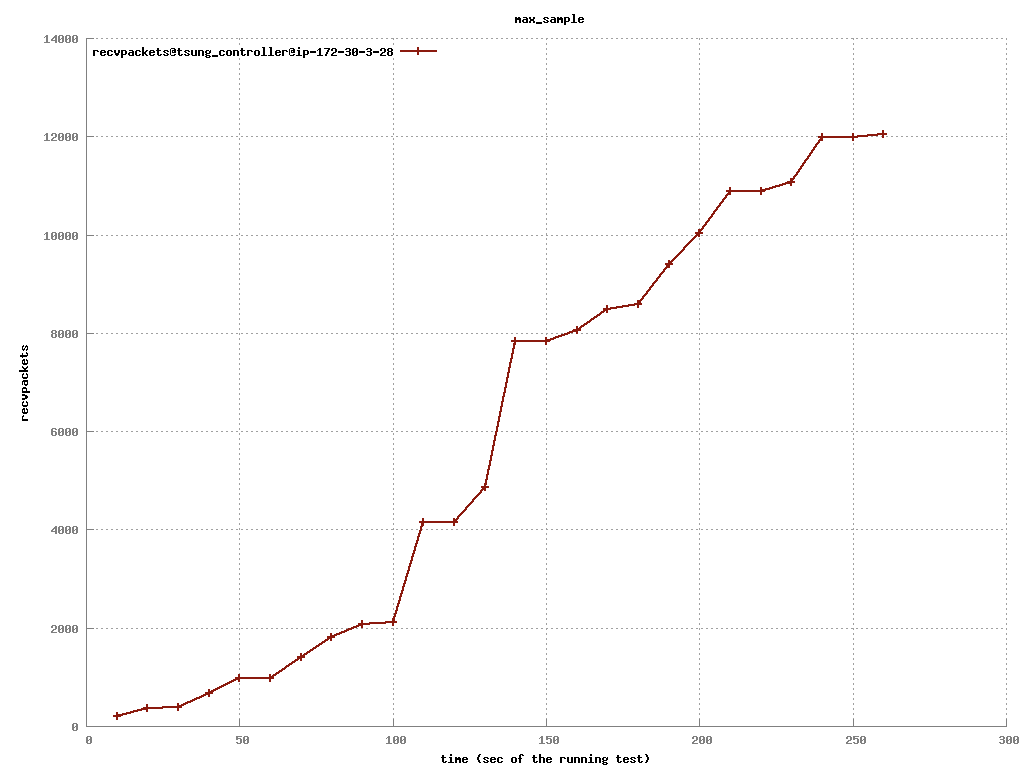 max_sample
14000
recvpackets@tsung_controller@ip-172-30-3-28
12000
10000
8000
recvpackets
6000
4000
2000
0
0 50 100 150 200 250 300
time (sec of the running test)